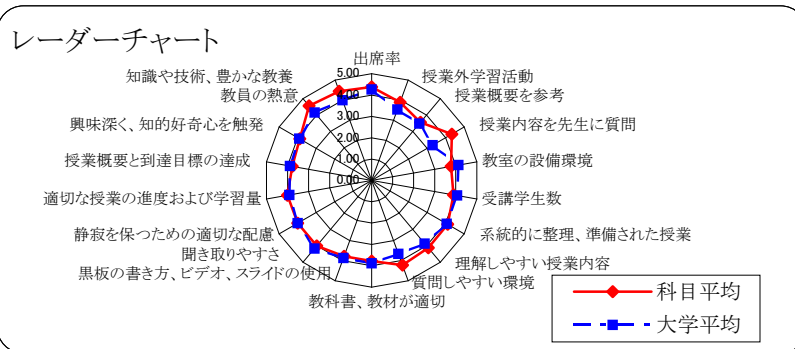 レーダーチャート
出席率
授業外学習活動
授業概要を参考
授業内容を先生に質問
教室の設備環境
受講学生数
系統的に整理、準備された授業
理解しやすい授業内容
質問しやすい環境
教科書、教材が適切
黒板の書き方、ビデオ、スライドの使用
聞き取りやすさ
静寂を保つための適切な配慮
適切な授業の進度および学習量
授業概要と到達目標の達成
興味深く、知的好奇心を触発
教員の熱意
知識や技術、豊かな教養
5.00
4.00
3.00
2.00
1.00
0.00
科目平均
大学平均